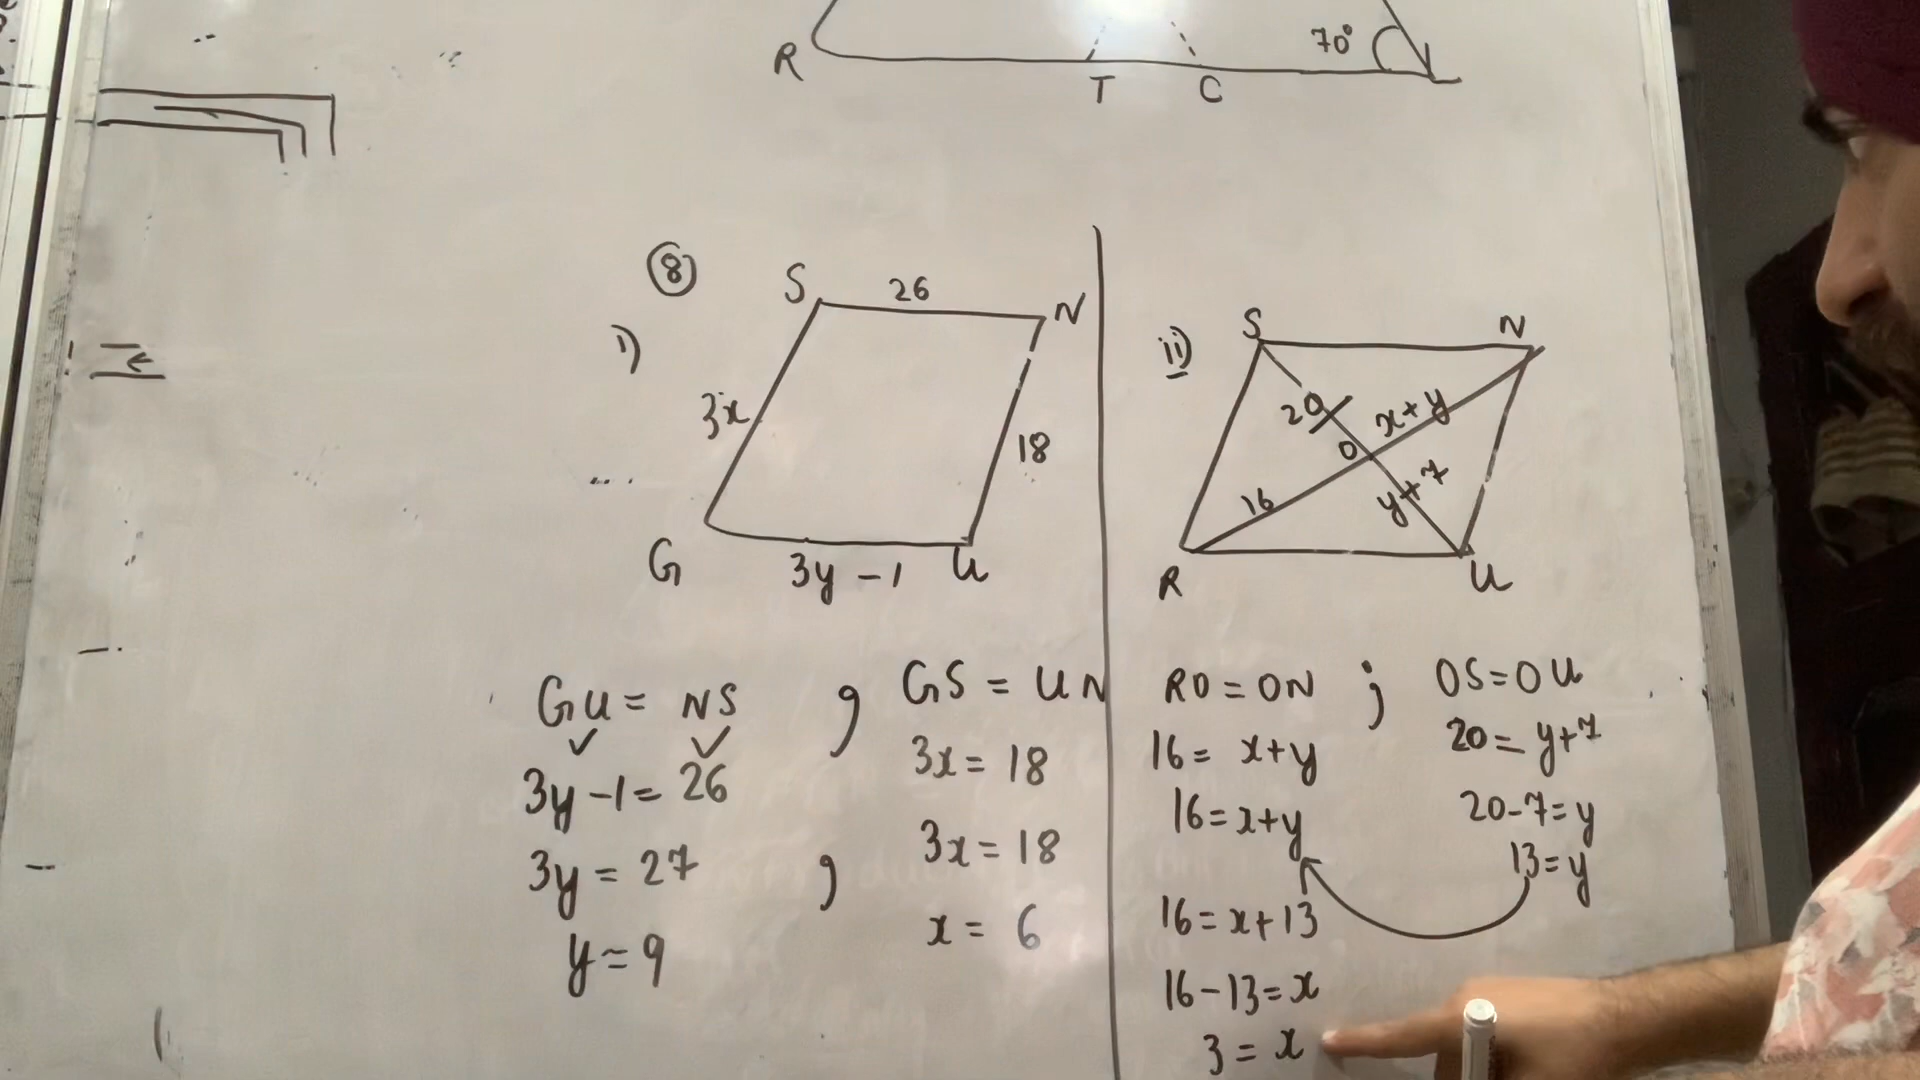 70°
R T C L
8
i)
S 26 N
3x
18
G 3y-1 U
GU = NS , GS = UN
3y-1 = 26
3x = 18
3y = 27 , 3x = 18
y = 9
x = 6
ii)
S N
20 x+y
O
16 y+7
R U
RO = ON ; OS = OU
16 = x+y
20 = y+7
16 = x+y
20-7 = y
13 = y
16 = x+13
16-13 = x
3 = x